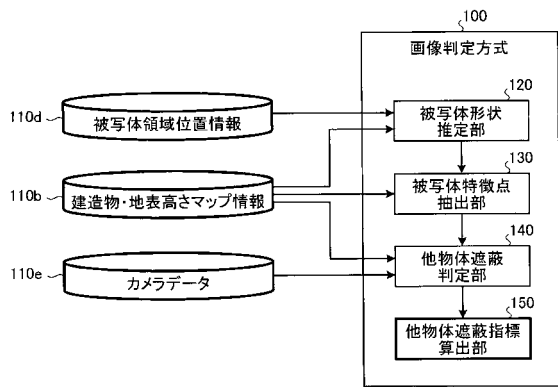 100
画像判定方式
120
110d
被写体領域位置情報
被写体形状
推定部
130
110b
建造物・地表高さマップ情報
被写体特徴点
抽出部
140
110e
カメラデータ
他物体遮蔽
判定部
150
他物体遮蔽指標
算出部